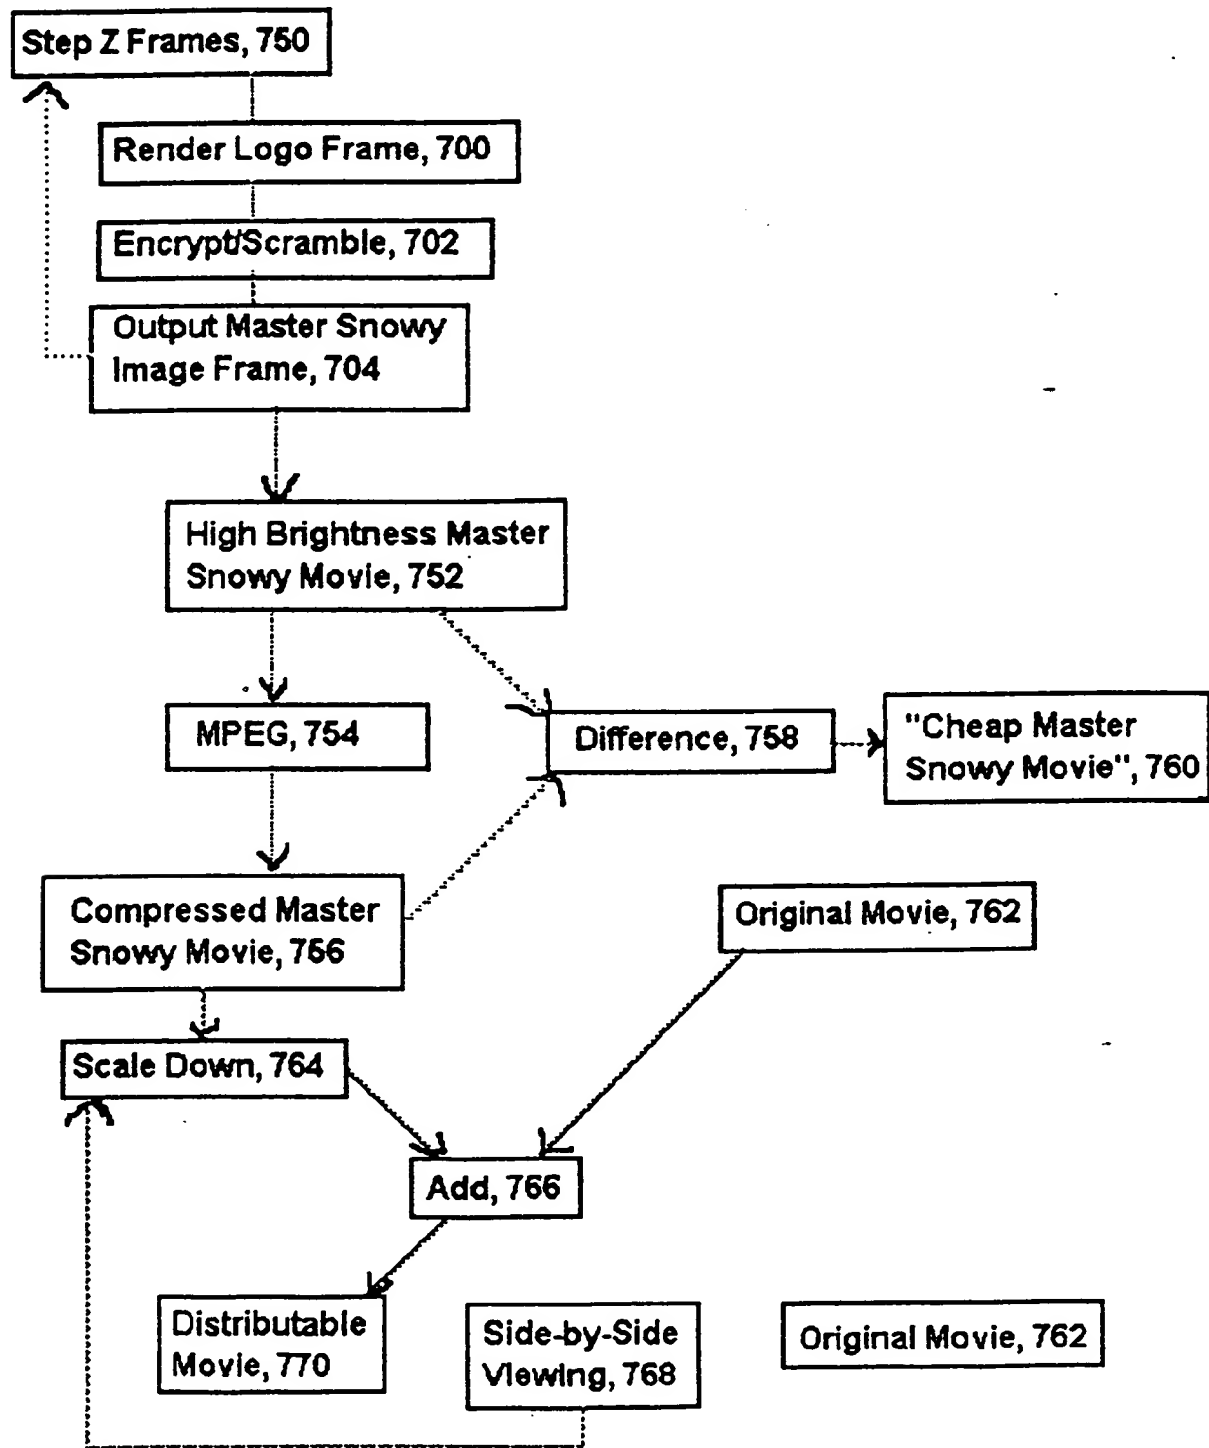 Step Z Frames, 750
Render Logo Frame, 700
Encrypt/Scramble, 702
Output Master Snowy
Image Frame, 704
High Brightness Master
Snowy Movie, 752
MPEG, 754
Difference, 758
"Cheap Master
Snowy Movie", 760
Compressed Master
Snowy Movie, 756
Original Movie, 762
Scale Down, 764
Add, 766
Distributable
Movie, 770
Side-by-Side
Viewing, 768
Original Movie, 762